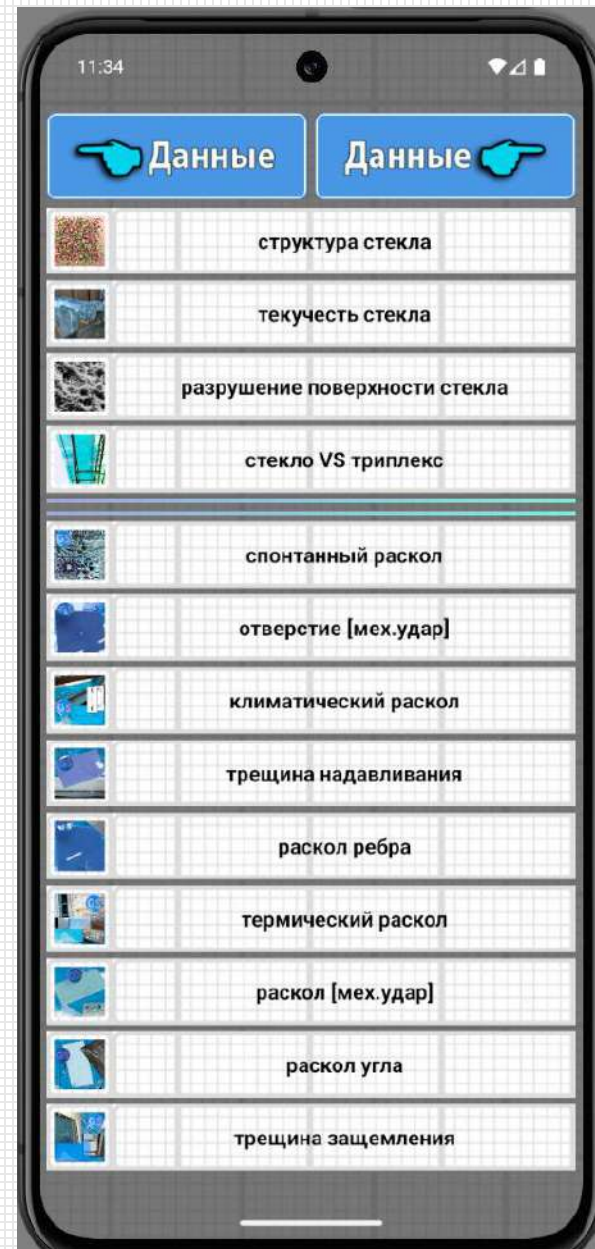 11:34
Данные Данные
структура стекла
текучесть стекла
разрушение поверхности стекла
стекло VS триплекс
спонтанный раскол
отверстие [мех.удар]
климатический раскол
трещина надавливания
раскол ребра
термический раскол
раскол [мех.удар]
раскол угла
трещина защемления